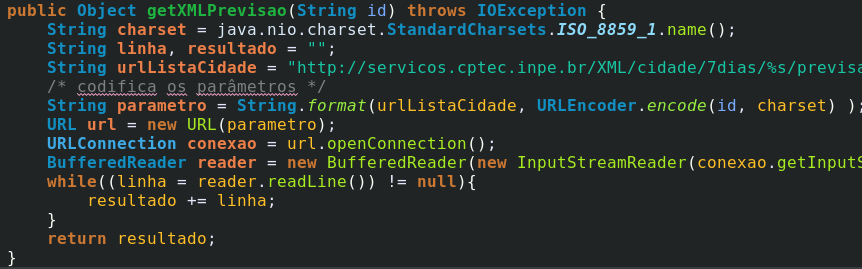 public Object getXMLPrevisao(String id) throws IOException {
String charset = java.nio.charset.StandardCharsets.ISO_8859_1.name();
String linha, resultado = "";
String urlListaCidade = "http://servicos.cptec.inpe.br/XML/cidade/7dias/%s/previsa
/* codifica os parâmetros */
String parametro = String.format(urlListaCidade, URLEncoder.encode(id, charset) );
URL url = new URL(parametro);
URLConnection conexao = url.openConnection();
BufferedReader reader = new BufferedReader(new InputStreamReader(conexao.getInputS
while((linha = reader.readLine()) != null){
resultado += linha;
}
return resultado;
}